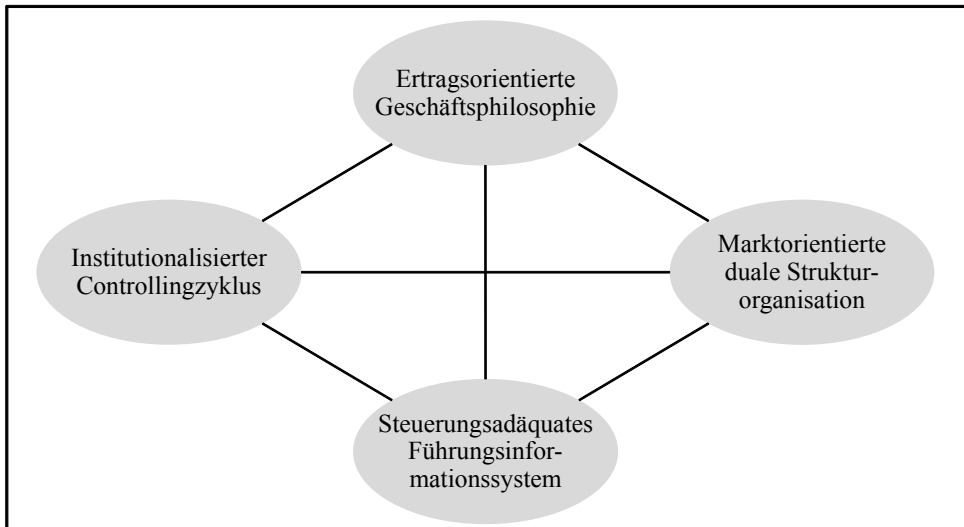 Ertragsorientierte
Geschäftsphilosophie
Institutionalisierter
Controllingzyklus
Marktorientierte
duale Struktur-
organisation
Steuerungsadäquates
Führungsinfor-
mationssystem